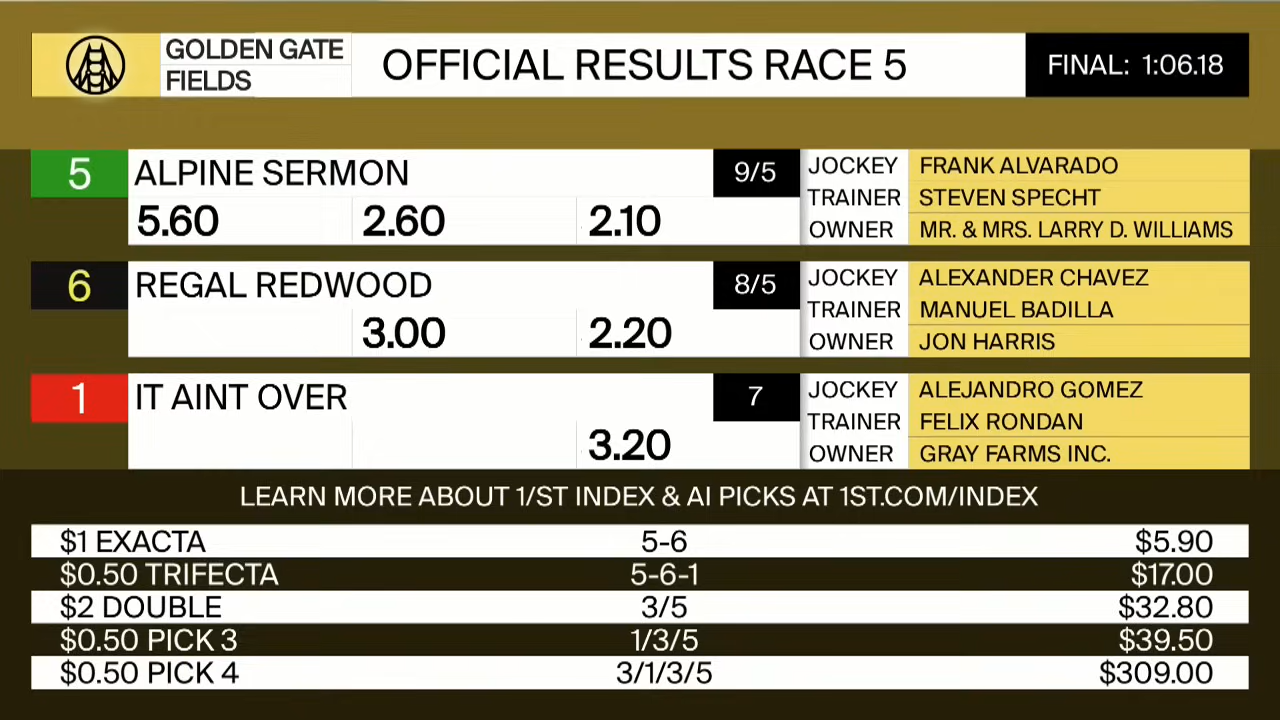 GOLDEN GATE
FIELDS
OFFICIAL RESULTS RACE 5
FINAL: 1:06.18
5 ALPINE SERMON 9/5
5.60 2.60 2.10
JOCKEY FRANK ALVARADO
TRAINER STEVEN SPECHT
OWNER MR. & MRS. LARRY D. WILLIAMS
6 REGAL REDWOOD 8/5
3.00 2.20
JOCKEY ALEXANDER CHAVEZ
TRAINER MANUEL BADILLA
OWNER JON HARRIS
1 IT AINT OVER 7
3.20
JOCKEY ALEJANDRO GOMEZ
TRAINER FELIX RONDAN
OWNER GRAY FARMS INC.
LEARN MORE ABOUT 1/ST INDEX & AI PICKS AT 1ST.COM/INDEX
$1 EXACTA 5-6 $5.90
$0.50 TRIFECTA 5-6-1 $17.00
$2 DOUBLE 3/5 $32.80
$0.50 PICK 3 1/3/5 $39.50
$0.50 PICK 4 3/1/3/5 $309.00